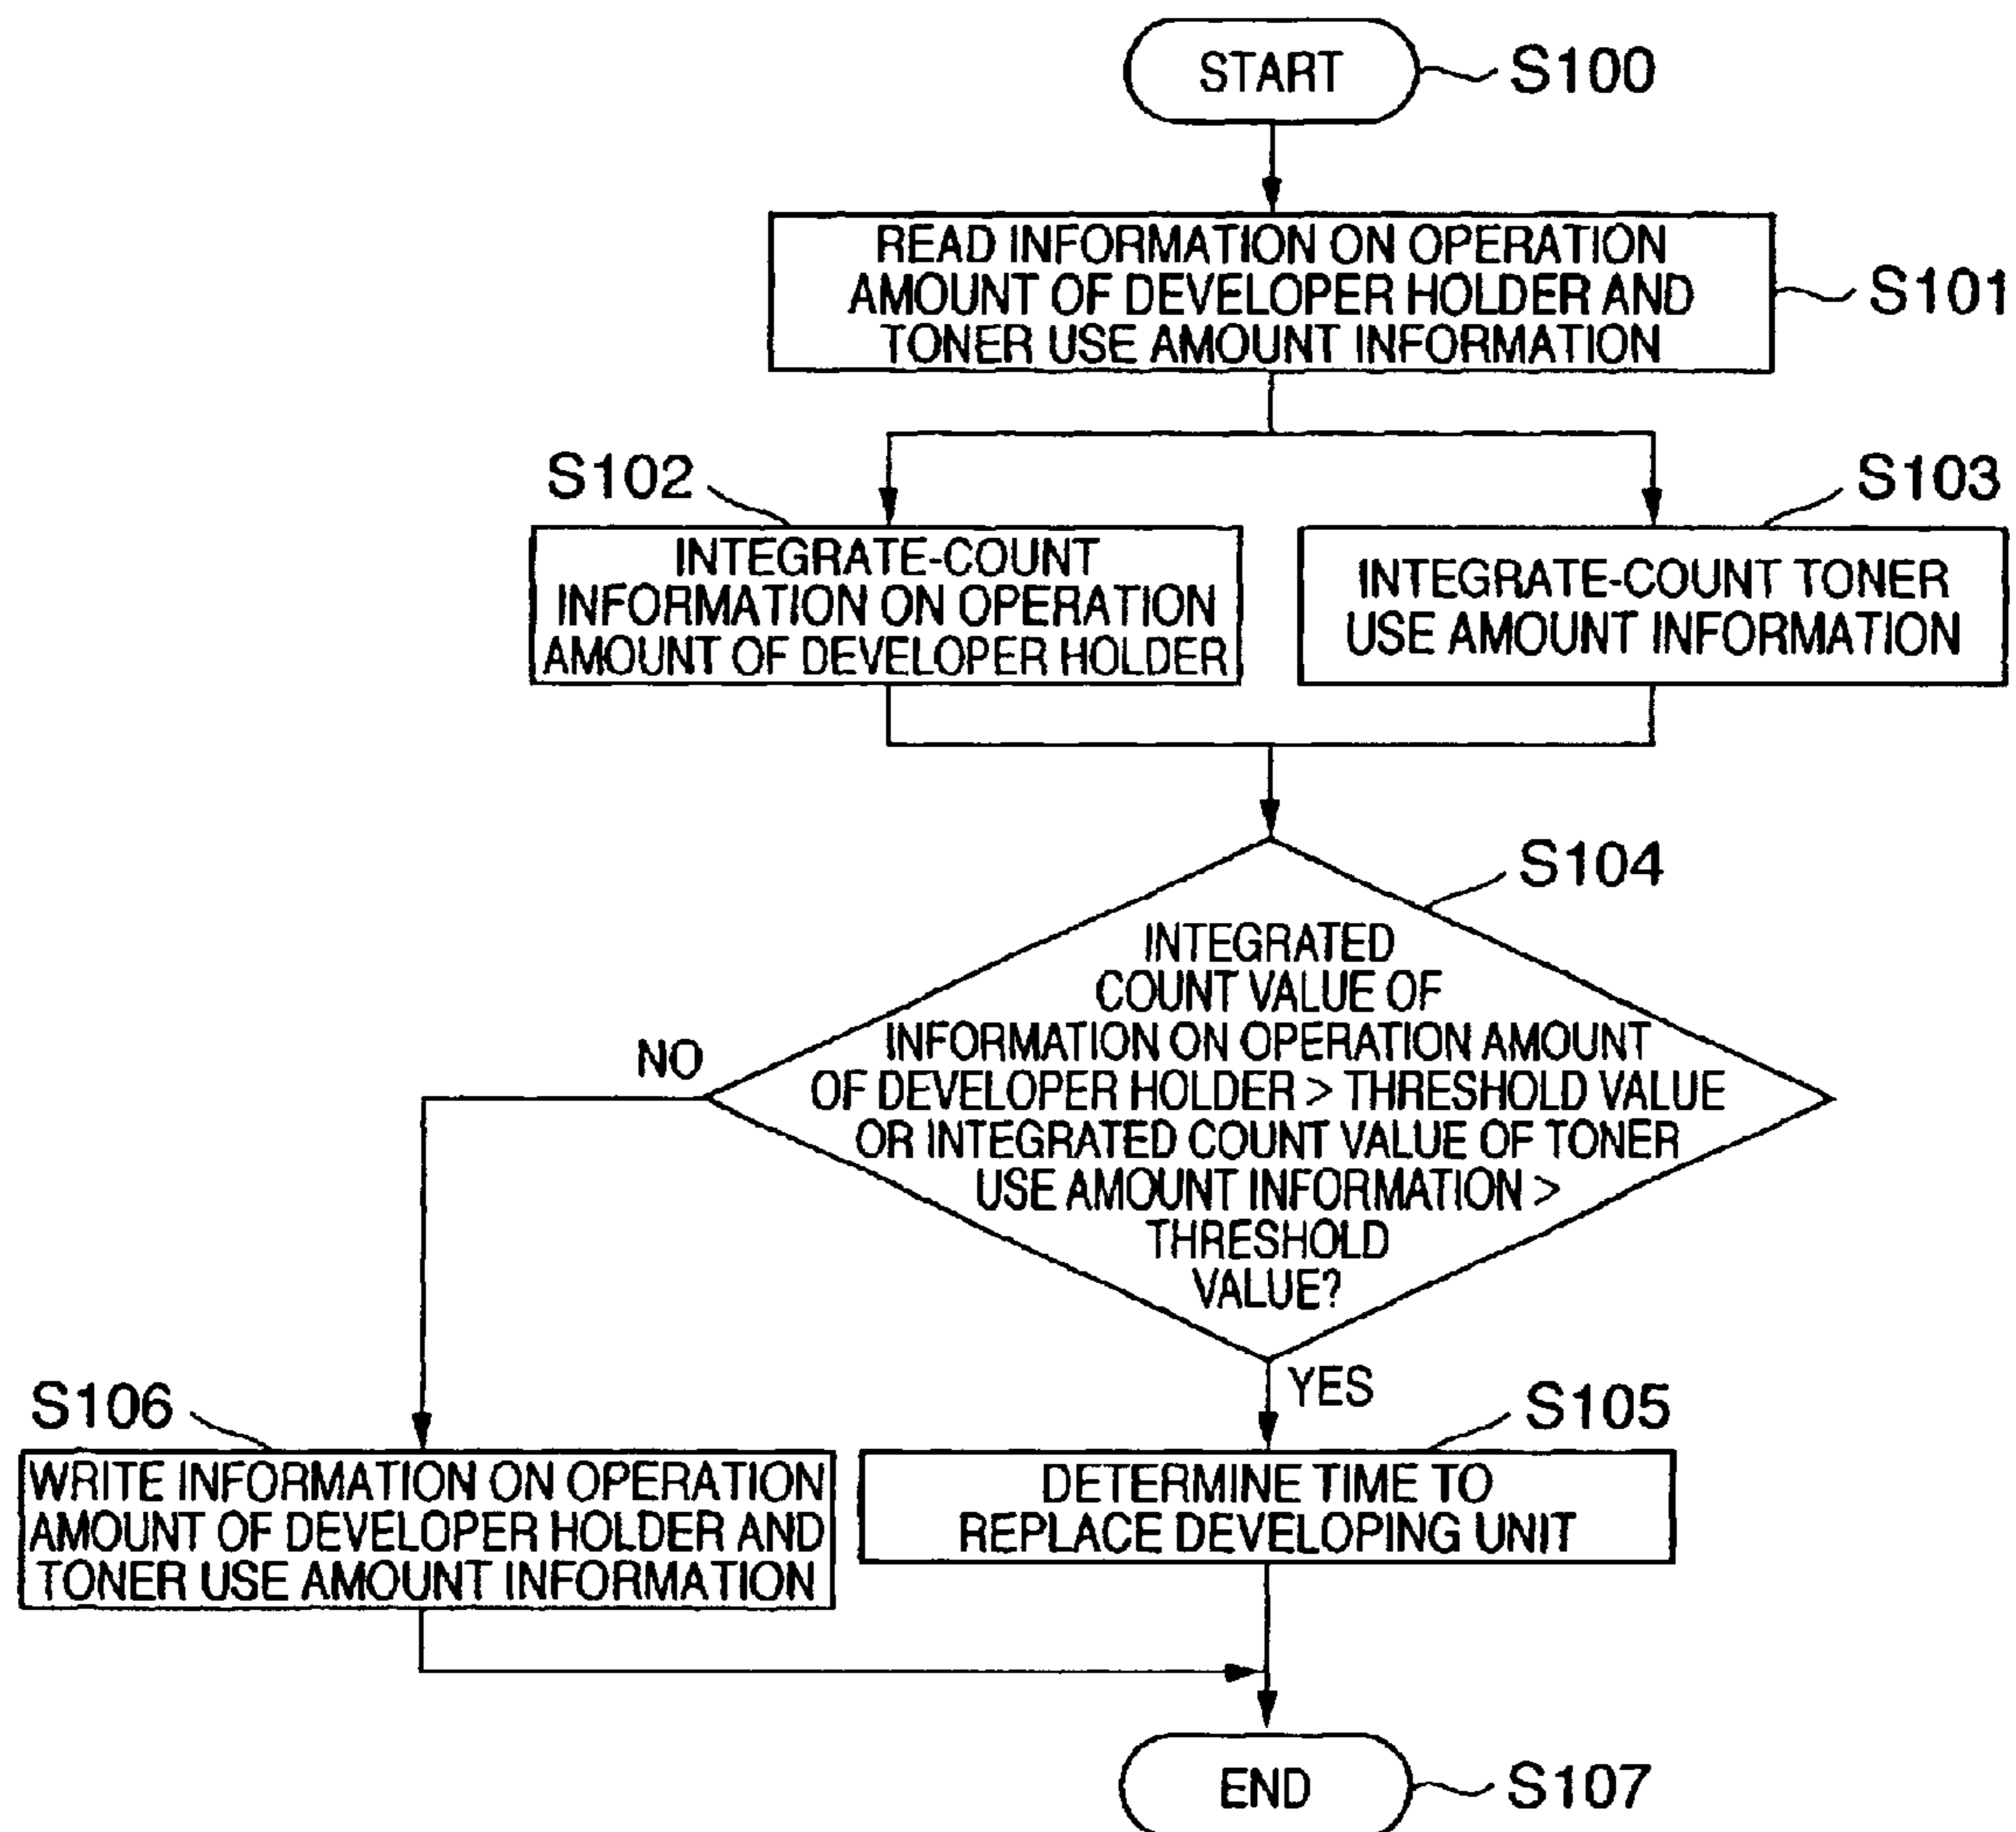 START
S100
READ INFORMATION ON OPERATION
AMOUNT OF DEVELOPER HOLDER AND
TONER USE AMOUNT INFORMATION
S101
S102
INTEGRATE-COUNT
INFORMATION ON OPERATION
AMOUNT OF DEVELOPER HOLDER
S103
INTEGRATE-COUNT TONER
USE AMOUNT INFORMATION
S104
INTEGRATED
COUNT VALUE OF
INFORMATION ON OPERATION AMOUNT
OF DEVELOPER HOLDER > THRESHOLD VALUE
OR INTEGRATED COUNT VALUE OF TONER
USE AMOUNT INFORMATION >
THRESHOLD
VALUE?
NO
YES
S106
WRITE INFORMATION ON OPERATION
AMOUNT OF DEVELOPER HOLDER AND
TONER USE AMOUNT INFORMATION
S105
DETERMINE TIME TO
REPLACE DEVELOPING UNIT
END
S107